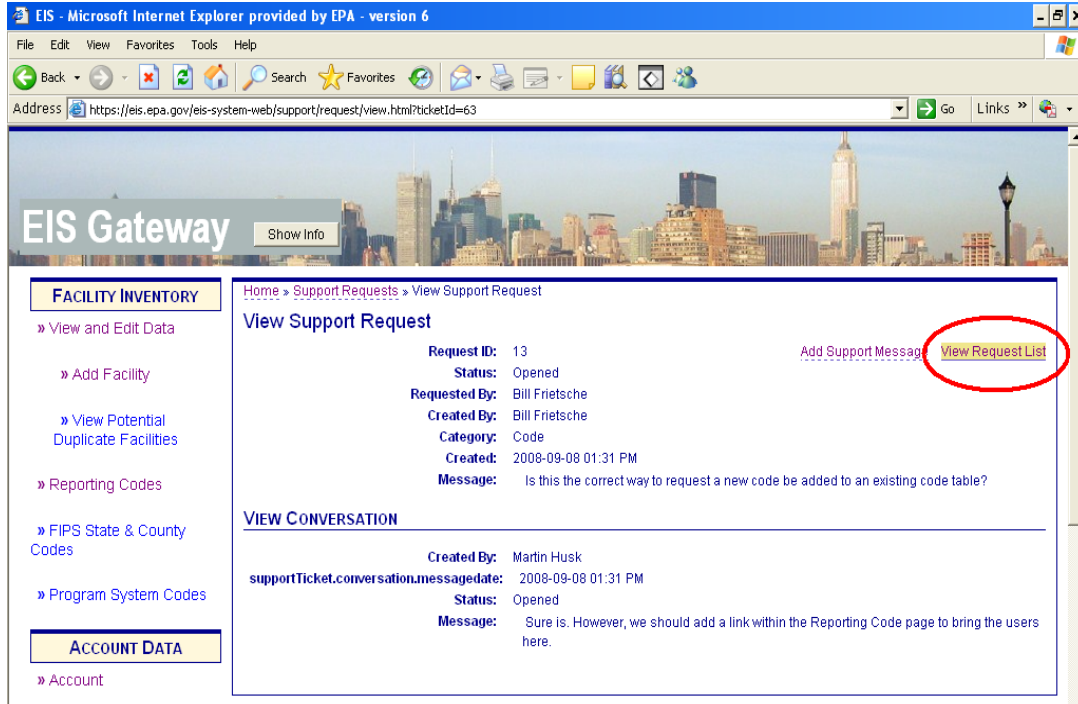 EIS - Microsoft Internet Explorer provided by EPA - version 6
File Edit View Favorites Tools Help
Back Search Favorites
Address https://eis.epa.gov/eis-system-web/support/request/view.html?ticketId=63 Go Links »
EIS Gateway Show Info
FACILITY INVENTORY
» View and Edit Data
» Add Facility
» View Potential
Duplicate Facilities
» Reporting Codes
» FIPS State & County
Codes
» Program System Codes
ACCOUNT DATA
» Account
Home » Support Requests » View Support Request
View Support Request
Add Support Message View Request List
Request ID: 13
Status: Opened
Requested By: Bill Frietsche
Created By: Bill Frietsche
Category: Code
Created: 2008-09-08 01:31 PM
Message: Is this the correct way to request a new code be added to an existing code table?
VIEW CONVERSATION
Created By: Martin Husk
supportTicket.conversation.messagedate: 2008-09-08 01:31 PM
Status: Opened
Message: Sure is. However, we should add a link within the Reporting Code page to bring the users
here.